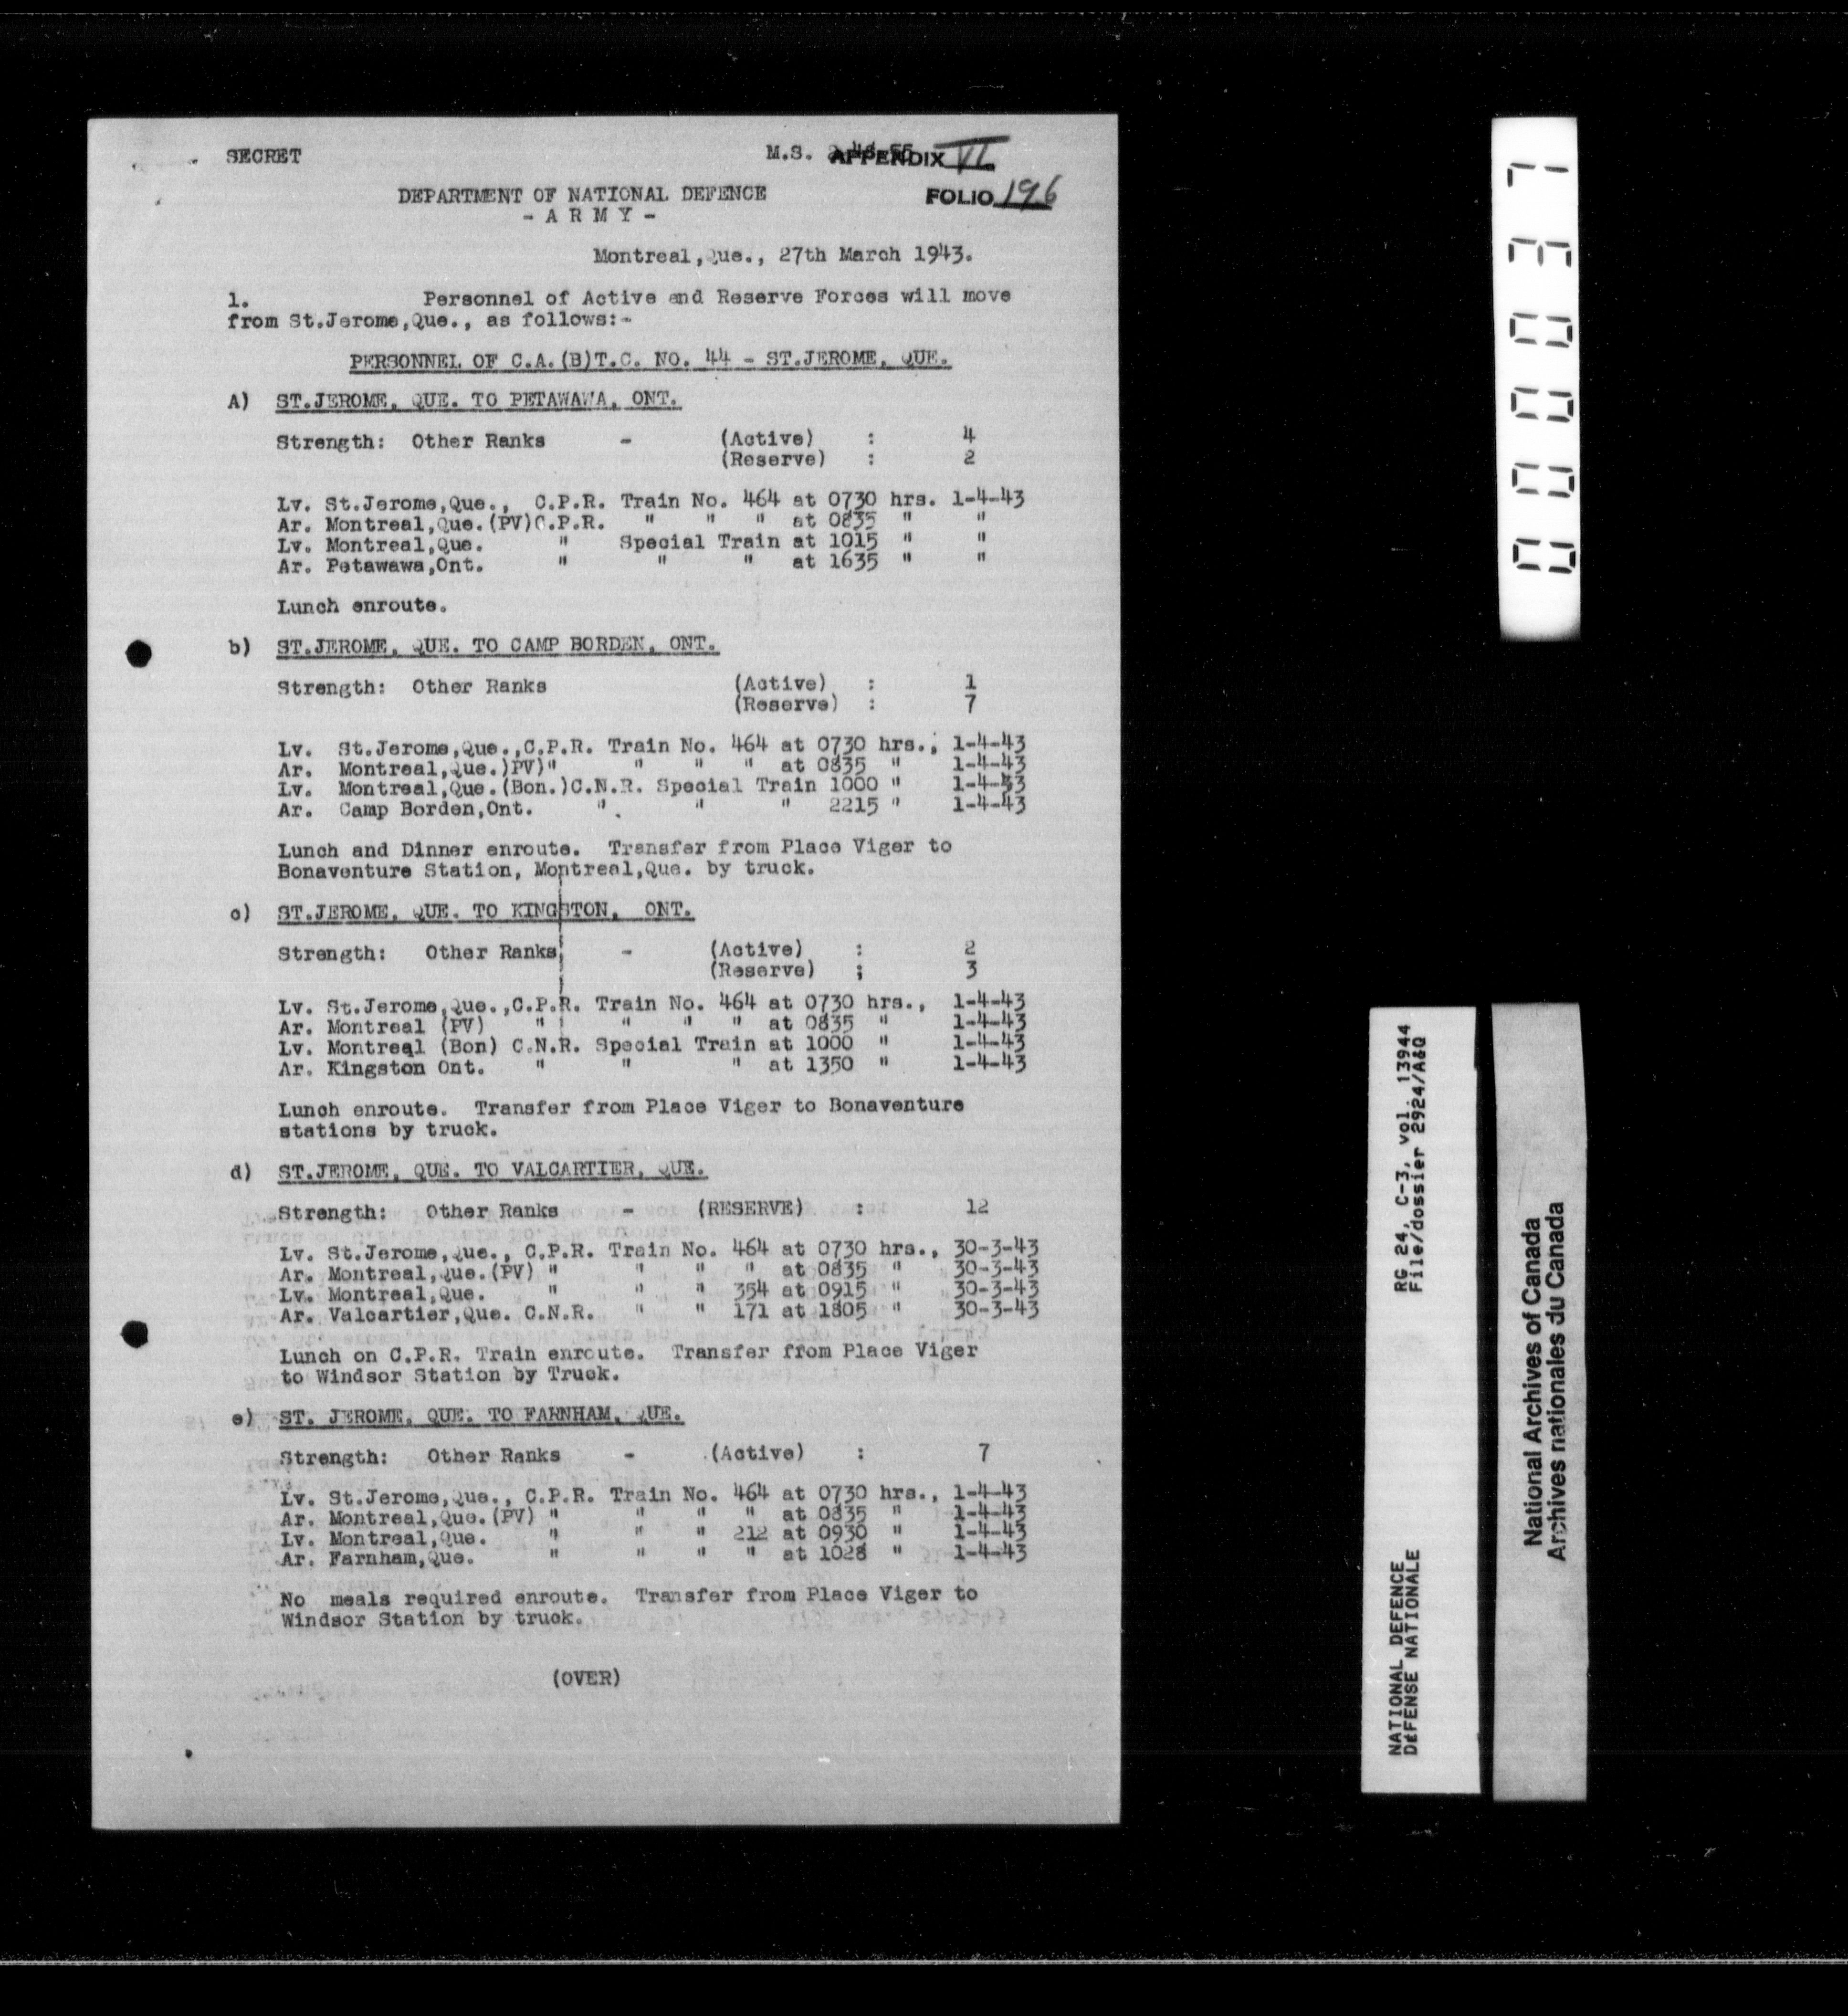 SECRET
M.S.
APPENDIX VI
DEPARTMENT OF NATIONAL DEFENCE
FOLIO 196
- A R M Y -
Montreal,Que., 27th March 1943.
1. Personnel of Active and Reserve Forces will move
from St.Jerome,Que., as follows:-
PERSONNEL OF C.A.(B)T.C. NO. 44 - ST.JEROME, QUE.
A) ST.JEROME, QUE. TO PETAWAWA, ONT.
Strength: Other Ranks - (Active) : 4
(Reserve) : 2
Lv. St.Jerome,Que., C.P.R. Train No. 464 at 0730 hrs. 1-4-43
Ar. Montreal,Que.(PV)C.P.R. " " " at 0835 " "
Lv. Montreal,Que. " Special Train at 1015 " "
Ar. Petawawa,Ont. " " " at 1635 " "
Lunch enroute.
b) ST.JEROME, QUE. TO CAMP BORDEN, ONT.
Strength: Other Ranks (Active) : 1
(Reserve) : 7
Lv. St.Jerome,Que.,C.P.R. Train No. 464 at 0730 hrs., 1-4-43
Ar. Montreal,Que.)PV)" " " " at 0835 " 1-4-43
Lv. Montreal,Que.(Bon.)C.N.R. Special Train 1000 " 1-4-43
Ar. Camp Borden,Ont. " " " 2215 " 1-4-43
Lunch and Dinner enroute. Transfer from Place Viger to
Bonaventure Station, Montreal,Que. by truck.
c) ST.JEROME, QUE. TO KINGSTON, ONT.
Strength: Other Ranks - (Active) : 2
(Reserve) ; 3
Lv. St.Jerome,Que.,C.P.R. Train No. 464 at 0730 hrs., 1-4-43
Ar. Montreal (PV) " " " " at 0835 " 1-4-43
Lv. Montreal (Bon) C.N.R. Special Train at 1000 " 1-4-43
Ar. Kingston Ont. " " " at 1350 " 1-4-43
Lunch enroute. Transfer from Place Viger to Bonaventure
stations by truck.
d) ST.JEROME, QUE. TO VALCARTIER, QUE.
Strength: Other Ranks - (RESERVE) : 12
Lv. St.Jerome,Que., C.P.R. Train No. 464 at 0730 hrs., 30-3-43
Ar. Montreal,Que.(PV) " " " " at 0835 " 30-3-43
Lv. Montreal,Que. " " " 354 at 0915 " 30-3-43
Ar. Valcartier,Que. C.N.R. " " 171 at 1805 " 30-3-43
Lunch on C.P.R. Train enroute. Transfer from Place Viger
to Windsor Station by Truck.
e) ST. JEROME, QUE. TO FARNHAM, QUE.
Strength: Other Ranks - (Active) : 7
Lv. St.Jerome,Que., C.P.R. Train No. 464 at 0730 hrs., 1-4-43
Ar. Montreal,Que.(PV) " " " " at 0835 " 1-4-43
Lv. Montreal,Que. " " " 212 at 0930 " 1-4-43
Ar. Farnham,Que. " " " " at 1028 " 1-4-43
No meals required enroute. Transfer from Place Viger to
Windsor Station by truck.
(OVER)
000037
RG 24, C-3, vol. 13944
File/dossier 2924/A&Q
NATIONAL DEFENCE
DÉFENSE NATIONALE
National Archives of Canada
Archives nationales du Canada